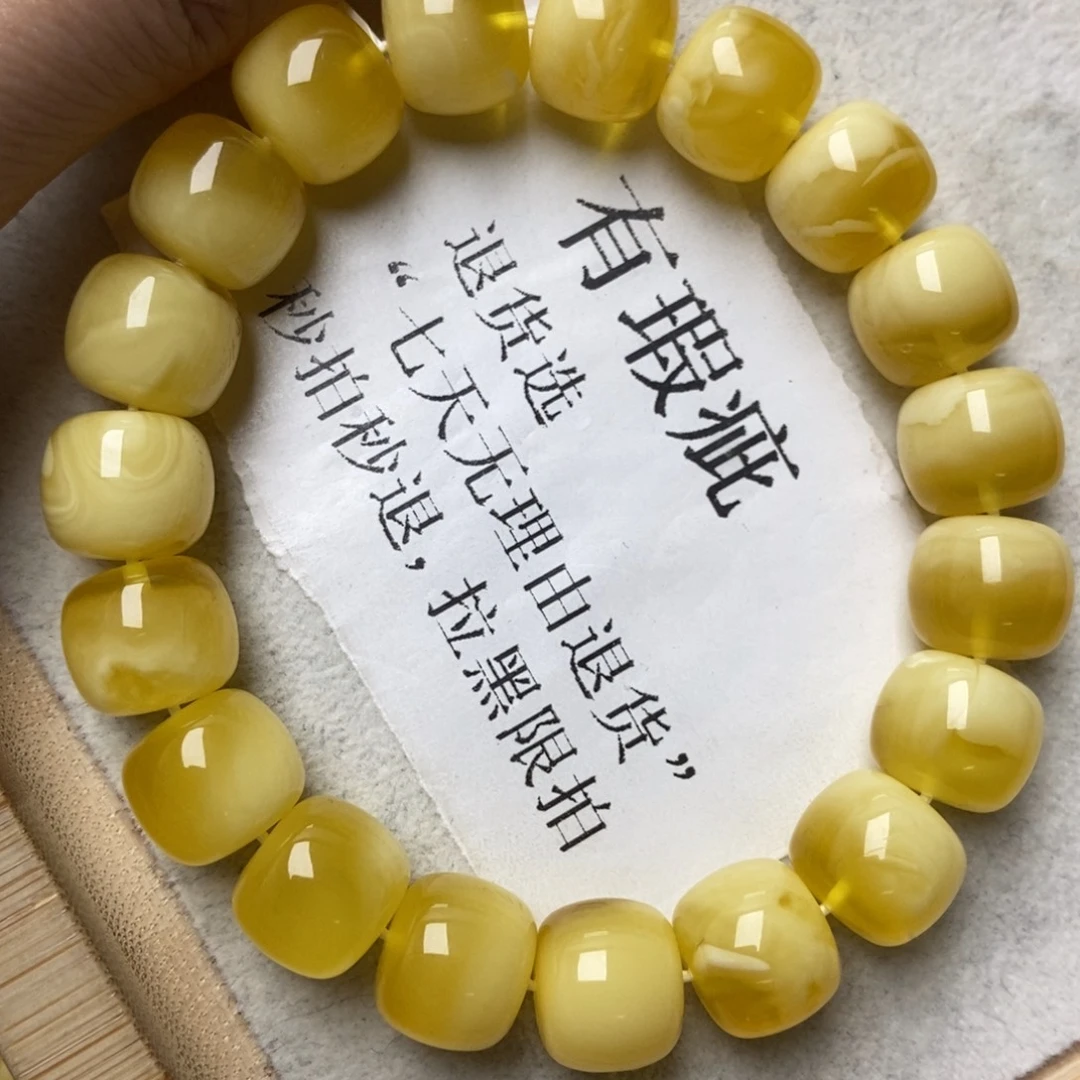 有瑕疵
退货选
“七天无理由退货”
秒拍秒退，拉黑限拍